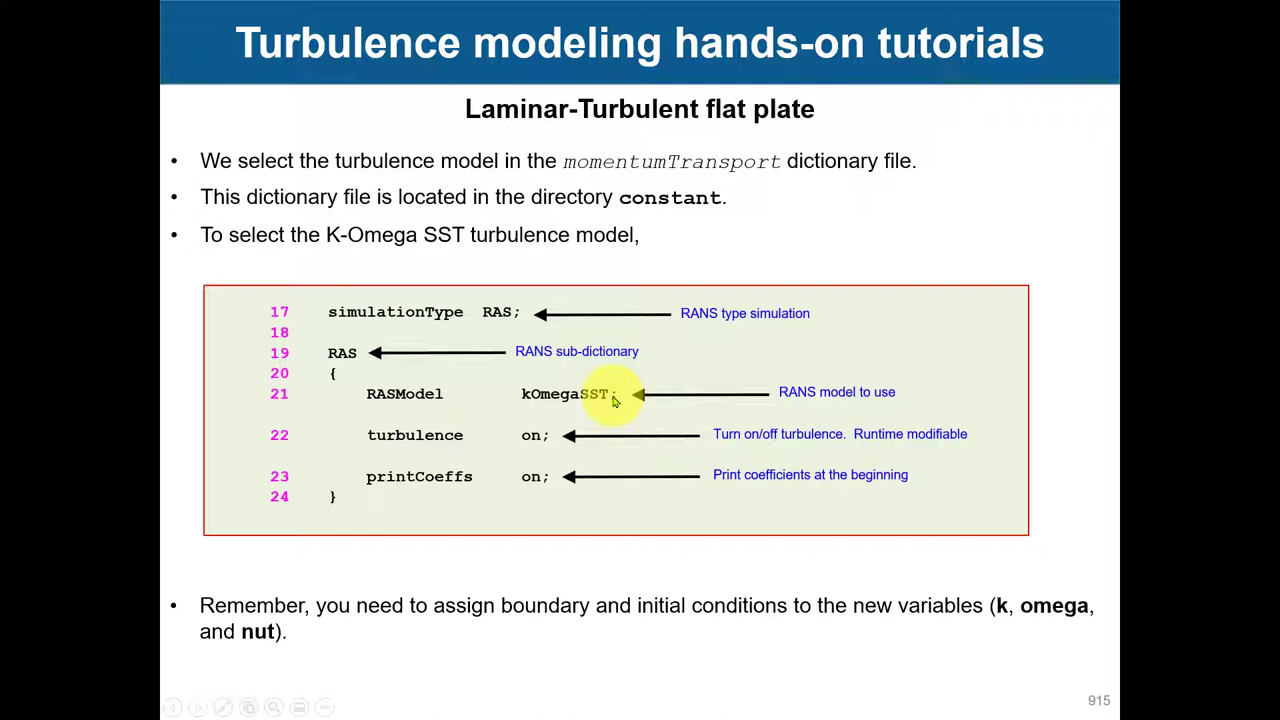 Turbulence modeling hands-on tutorials
Laminar-Turbulent flat plate
• We select the turbulence model in the momentumTransport dictionary file.
• This dictionary file is located in the directory constant.
• To select the K-Omega SST turbulence model,
17 simulationType RAS; RANS type simulation
18
19 RAS RANS sub-dictionary
20 {
21 RASModel kOmegaSST; RANS model to use
22 turbulence on; Turn on/off turbulence. Runtime modifiable
23 printCoeffs on; Print coefficients at the beginning
24 }
• Remember, you need to assign boundary and initial conditions to the new variables (k, omega,
and nut).
915